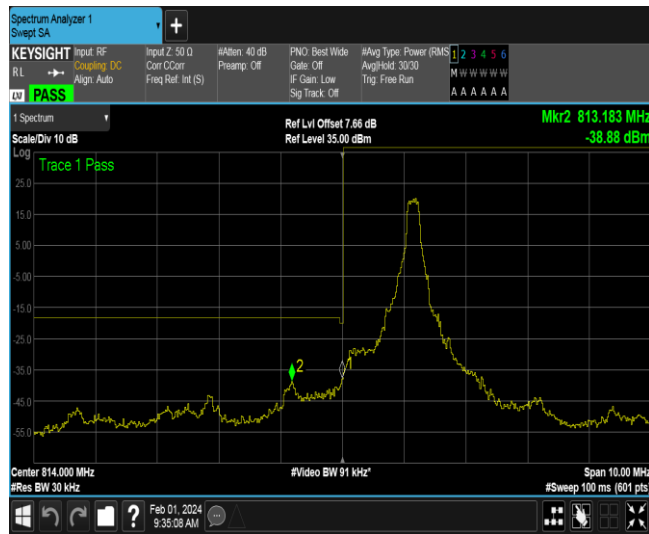 Spectrum Analyzer 1
Swept SA
+
KEYSIGHT
RL
LXI PASS
Input: RF
Coupling: DC
Align: Auto
Input Z: 50 Ω
Corr CCorr
Freq Ref: Int (S)
#Atten: 40 dB
Preamp: Off
PNO: Best Wide
Gate: Off
IF Gain: Low
Sig Track: Off
#Avg Type: Power (RMS
Avg|Hold: 30/30
Trig: Free Run
1 2 3 4 5 6
M W W W W W
A A A A A A
1 Spectrum
Scale/Div 10 dB
Log
Ref Lvl Offset 7.66 dB
Ref Level 35.00 dBm
Mkr2 813.183 MHz
-38.88 dBm
Trace 1 Pass
25.0
15.0
5.00
-5.00
-15.0
-25.0
-35.0
-45.0
-55.0
2
1
Center 814.000 MHz
#Res BW 30 kHz
#Video BW 91 kHz*
Span 10.00 MHz
#Sweep 100 ms (601 pts)
?
Feb 01, 2024
9:35:08 AM